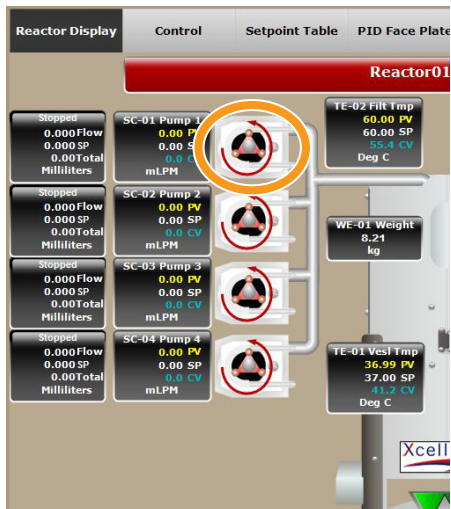 Reactor Display
Control
Setpoint Table
PID Face Plate
Reactor01
Stopped
0.000 Flow
0.000 SP
0.00 Total
Milliliters
SC-01 Pump 1
0.00 PV
0.00 S
0.0 C
mLPM
TE-02 Filt Tmp
60.00 PV
60.00 SP
55.4 CV
Deg C
Stopped
0.000 Flow
0.000 SP
0.00 Total
Milliliters
SC-02 Pump 2
0.00 PV
0.00 SP
0.0 CV
mLPM
WE-01 Weight
8.21
kg
Stopped
0.000 Flow
0.000 SP
0.00 Total
Milliliters
SC-03 Pump 3
0.00 PV
0.00 SP
0.0 CV
mLPM
Stopped
0.000 Flow
0.000 SP
0.00 Total
Milliliters
SC-04 Pump 4
0.00 PV
0.00 SP
0.0 CV
mLPM
TE-01 Vesl Tmp
36.99 PV
37.00 SP
41.2 CV
Deg C
Xcell